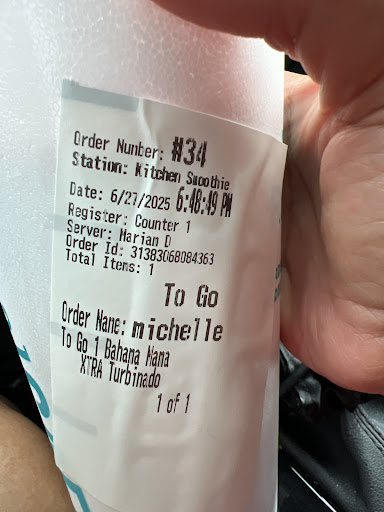 Order Number: #34
Station: Kitchen Smoothie
Date: 6/27/2025 6:48:49 PM
Register: Counter 1
Server: Marian D
Order Id: 31383068084363
Total Items: 1
To Go
Order Name: michelle
To Go 1 Bahama Mama
XTRA Turbinado
1 of 1